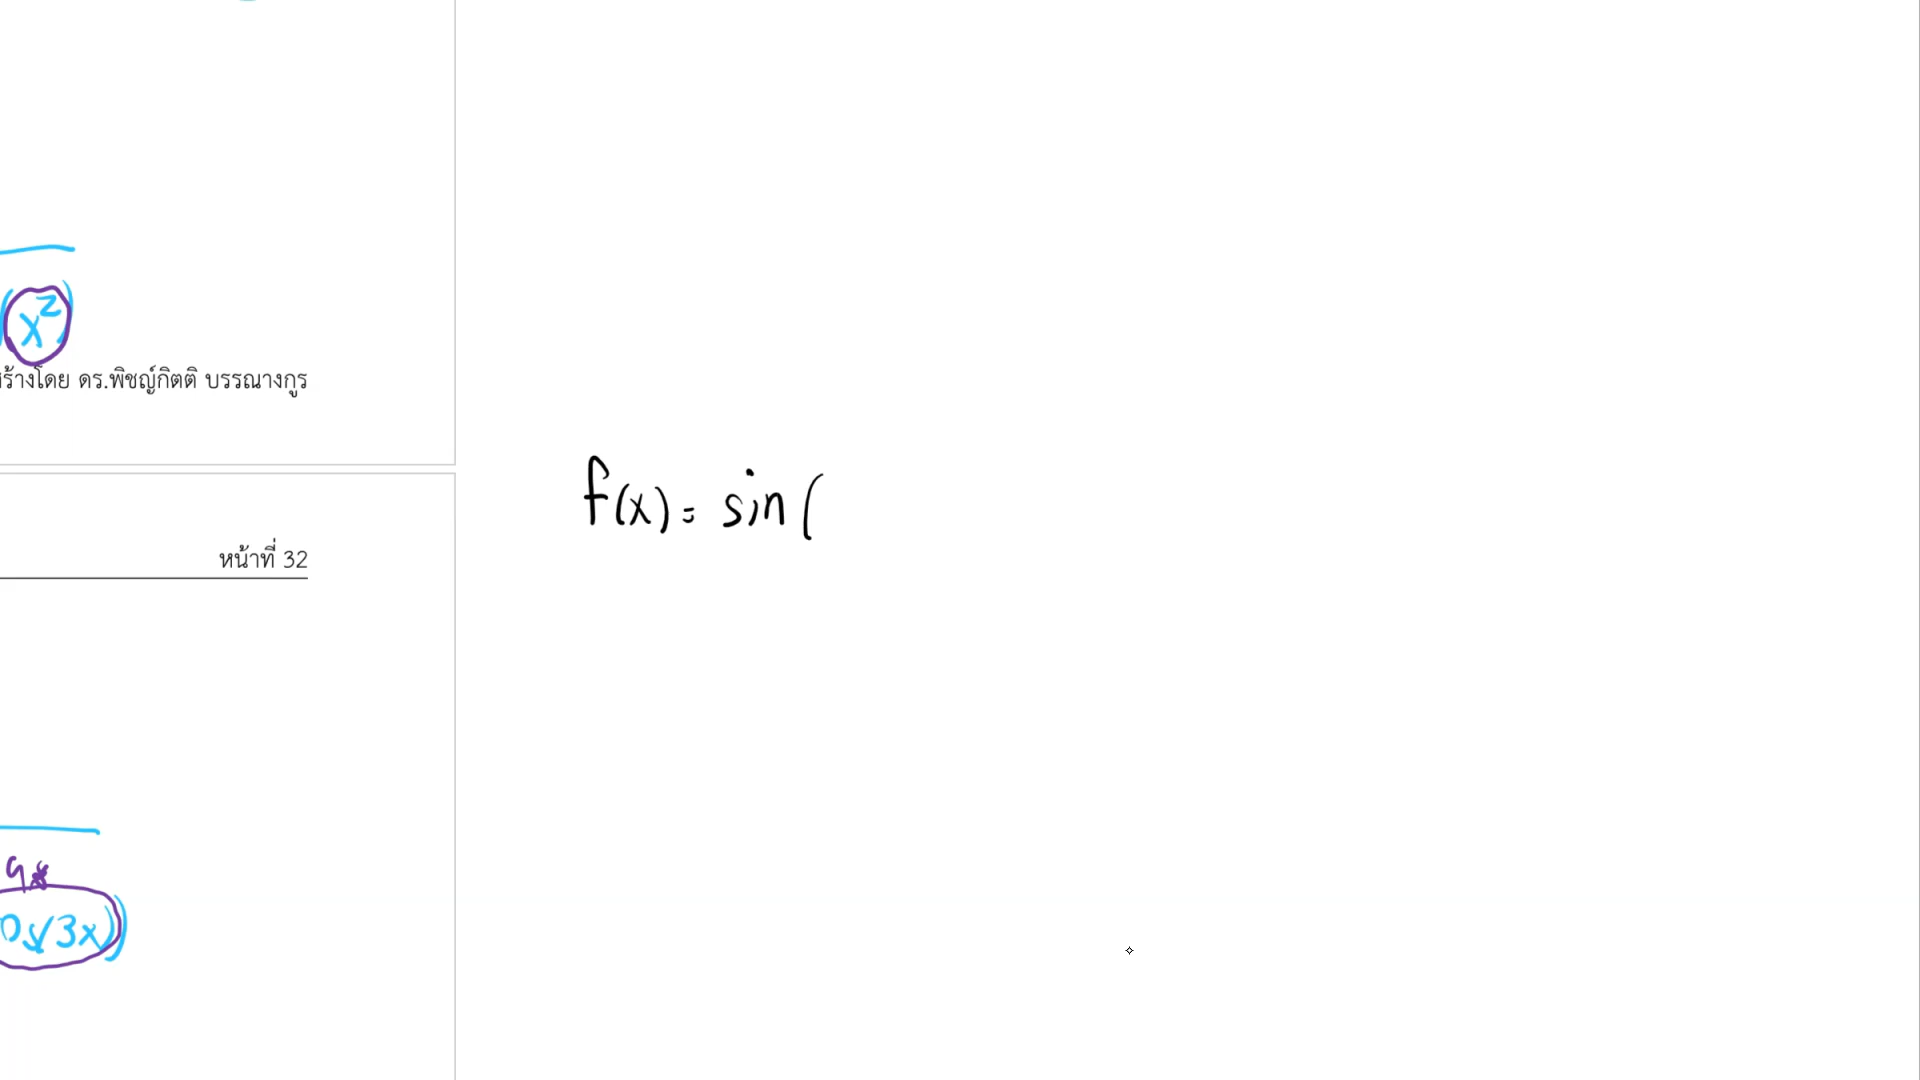 (x²)
ร้างโดย ดร.พิชญ์กิตติ บรรณางกูร
f(x) = sin (
หน้าที่ 32
os(3x))